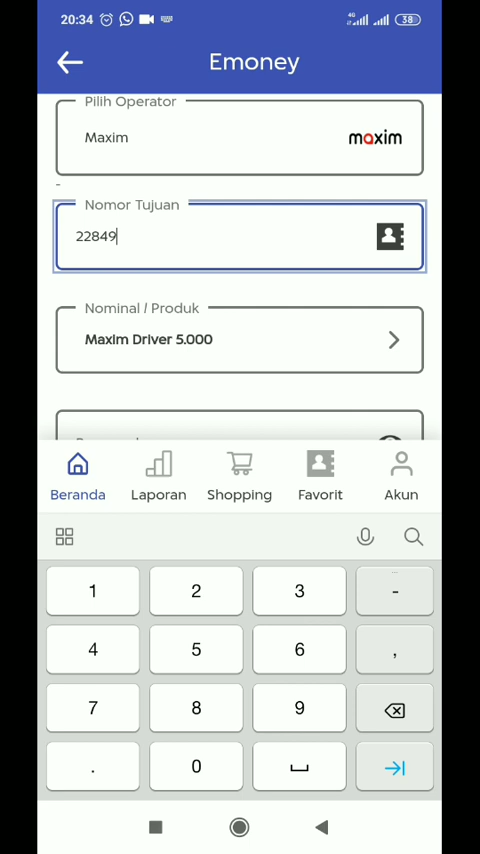 20:34
4G
38
Emoney
Pilih Operator
Maxim
maxim
-
Nomor Tujuan
22849
Nominal / Produk
Maxim Driver 5.000
Beranda
Laporan
Shopping
Favorit
Akun
1 2 3 -
4 5 6 ,
7 8 9
. 0